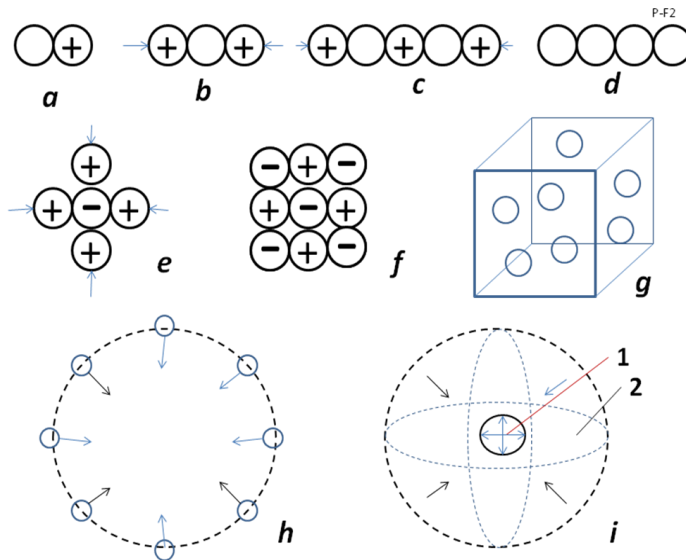 P-F2
+ + + + + +
a b c d
+
+ - + - + -
+ + - +
- + -
e f g
1
2
h i